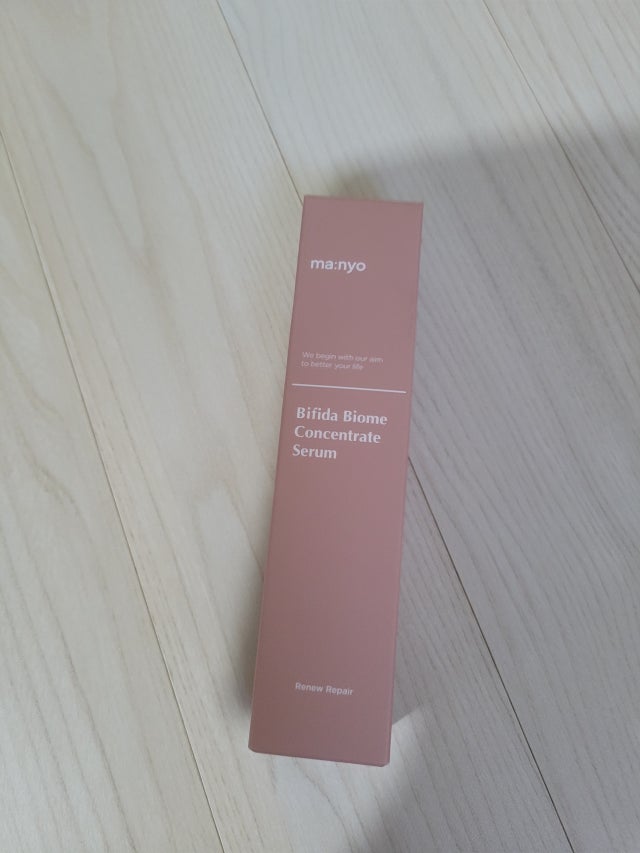 ma:nyo
We begin with our aim
to better your life
Bifida Biome
Concentrate
Serum
Renew Repair